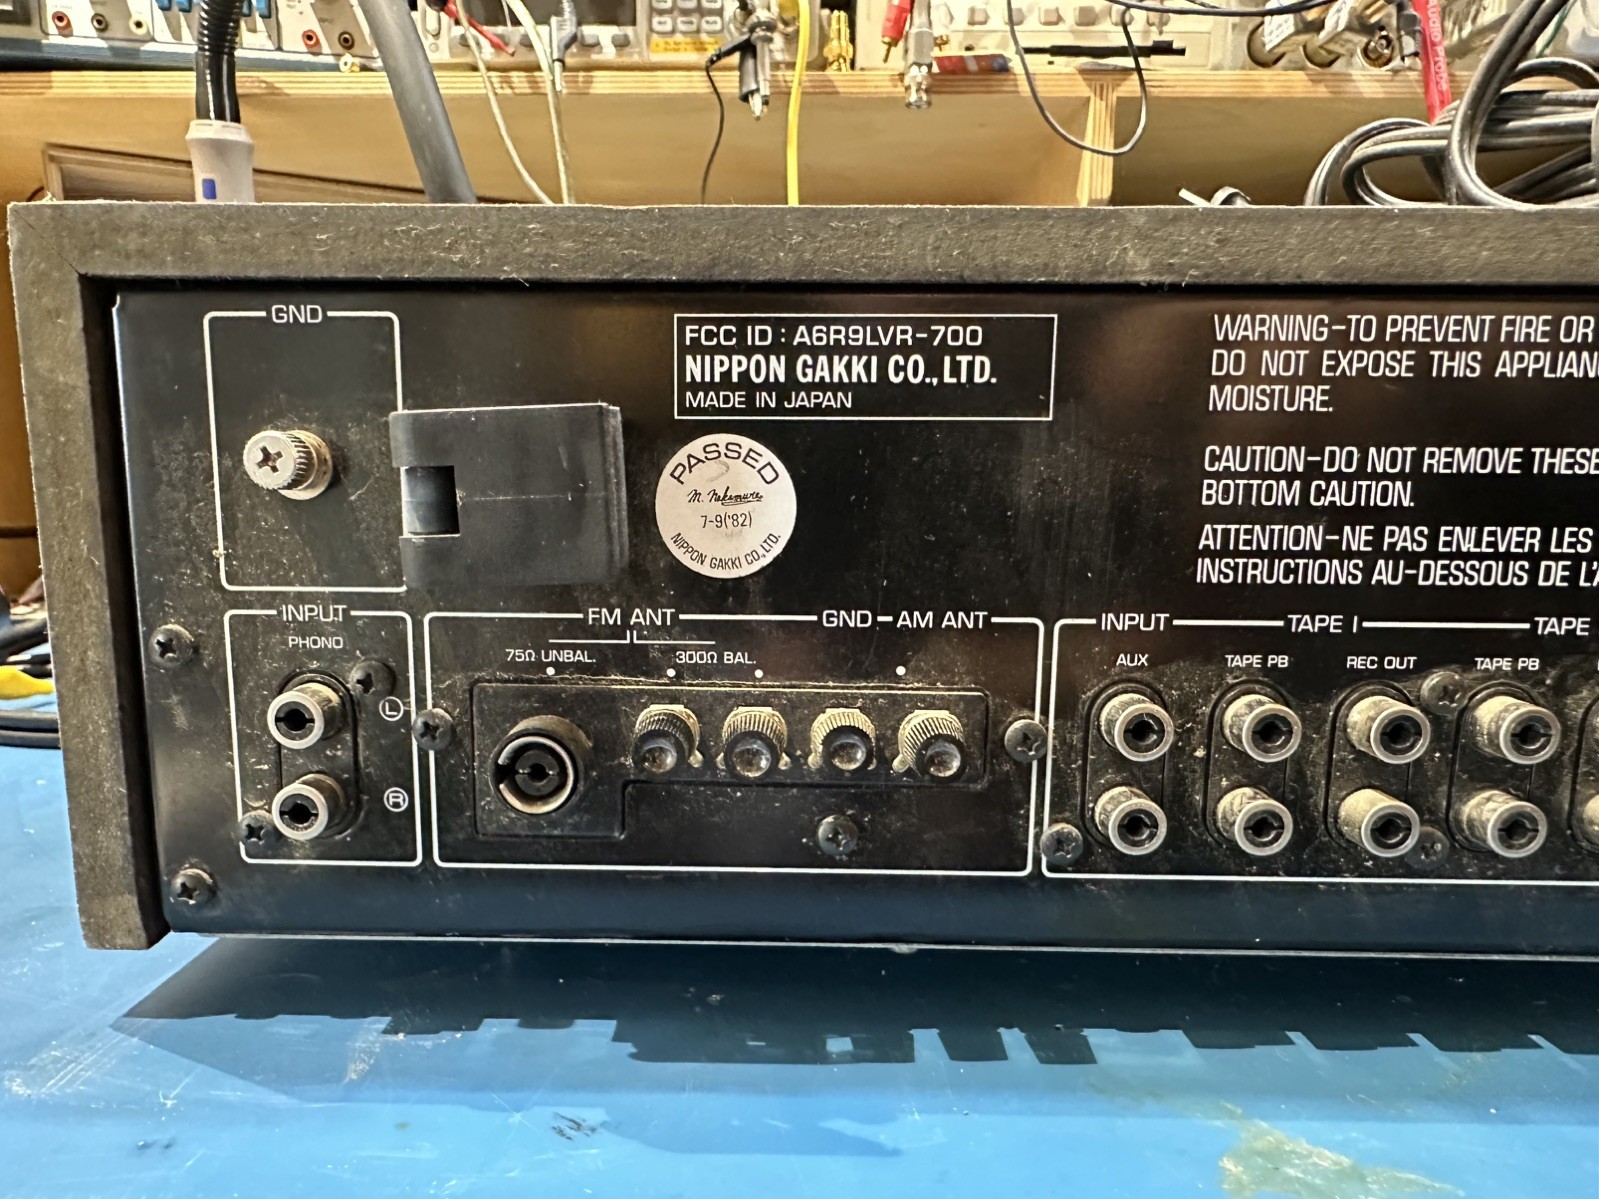 GND
FCC ID : A6R9LVR-700
NIPPON GAKKI CO., LTD.
MADE IN JAPAN
PASSED
M. Nakamura
7-9('82)
NIPPON GAKKI CO., LTD.
WARNING-TO PREVENT FIRE OR
DO NOT EXPOSE THIS
MOISTURE.
CAUTION-DO NOT REMOVE THESE
BOTTOM CAUTION.
ATTENTION-NE PAS ENLEVER LES
INSTRUCTIONS AU-DESSOUS DE
INPUT
PHONO
L
R
FM ANT
GND
AM ANT
75Ω UNBAL.
300Ω BAL.
INPUT
TAPE I
TAPE
AUX
TAPE PB
REC OUT
TAPE PB